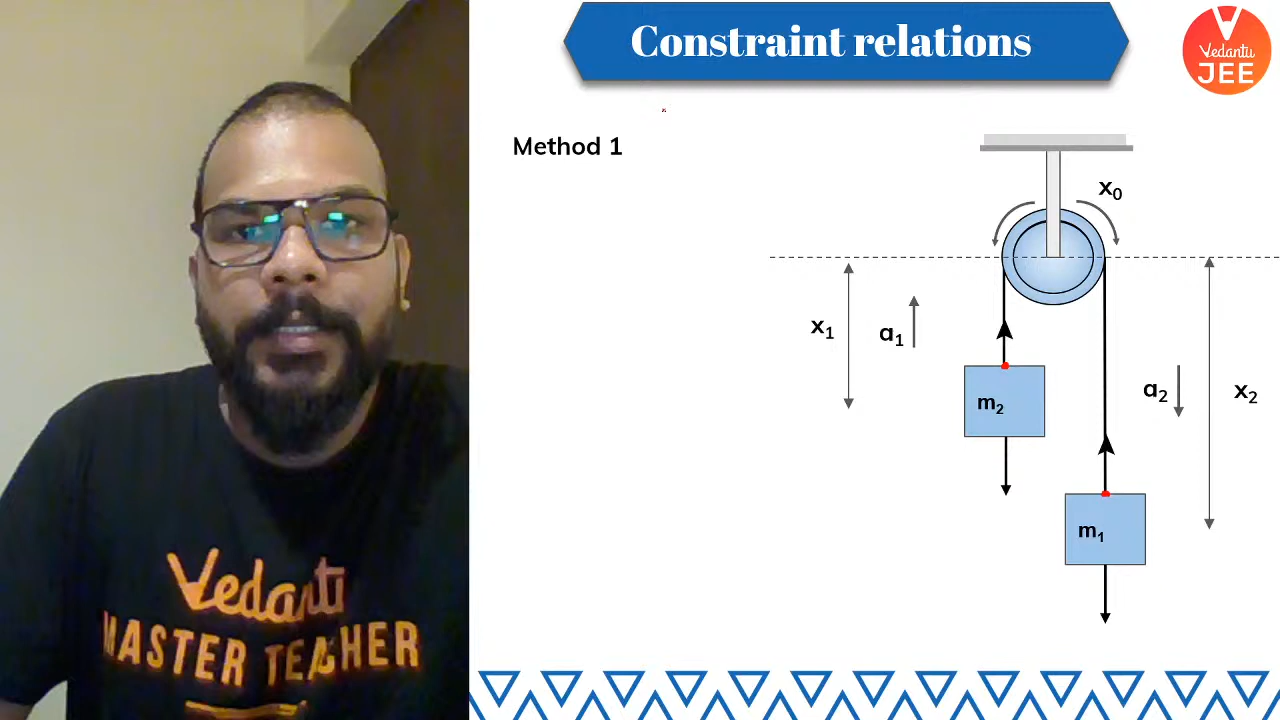 Constraint relations
Vedantu
JEE
Method 1
x₀
x₁
a₁
m₂
a₂
x₂
m₁
Vedantu
MASTER TEACHER